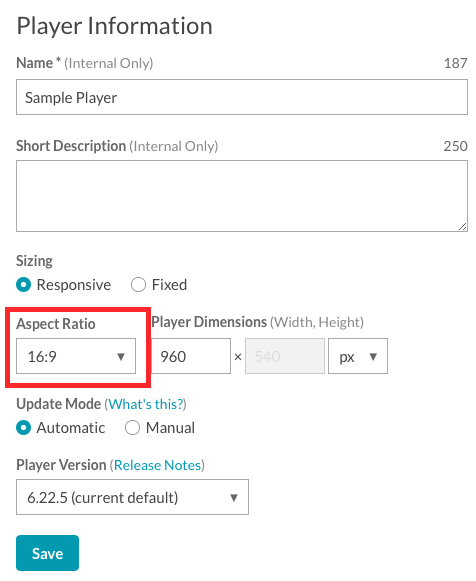 Player Information
Name * (Internal Only) 187
Sample Player
Short Description (Internal Only) 250
Sizing
Responsive Fixed
Aspect Ratio Player Dimensions (Width, Height)
16:9 960 × 540 px
Update Mode (What's this?)
Automatic Manual
Player Version (Release Notes)
6.22.5 (current default)
Save